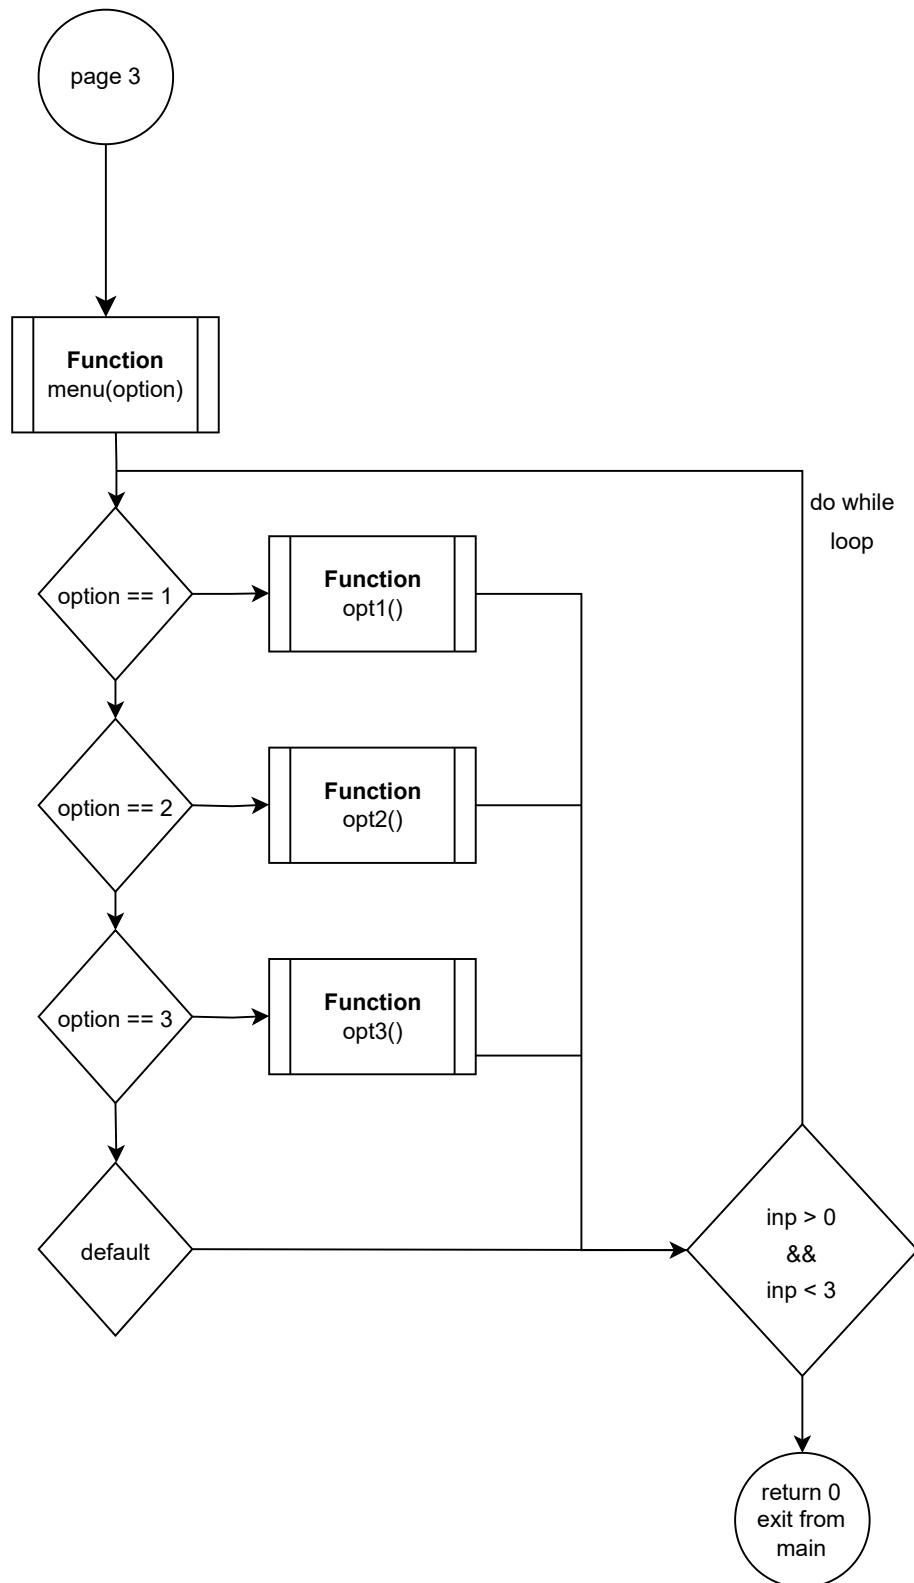 page 3
Function
menu(option)
do while
loop
option == 1
Function
opt1()
option == 2
Function
opt2()
option == 3
Function
opt3()
default
inp > 0
&&
inp < 3
return 0
exit from
main